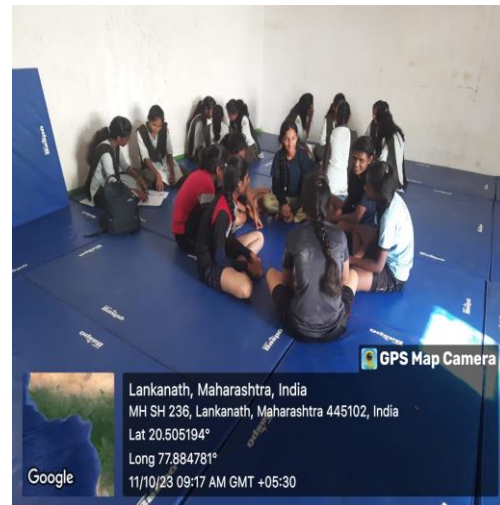 GPS Map Camera
Lankanath, Maharashtra, India
MH SH 236, Lankanath, Maharashtra 445102, India
Lat 20.505194°
Long 77.884781°
11/10/23 09:17 AM GMT +05:30
Google